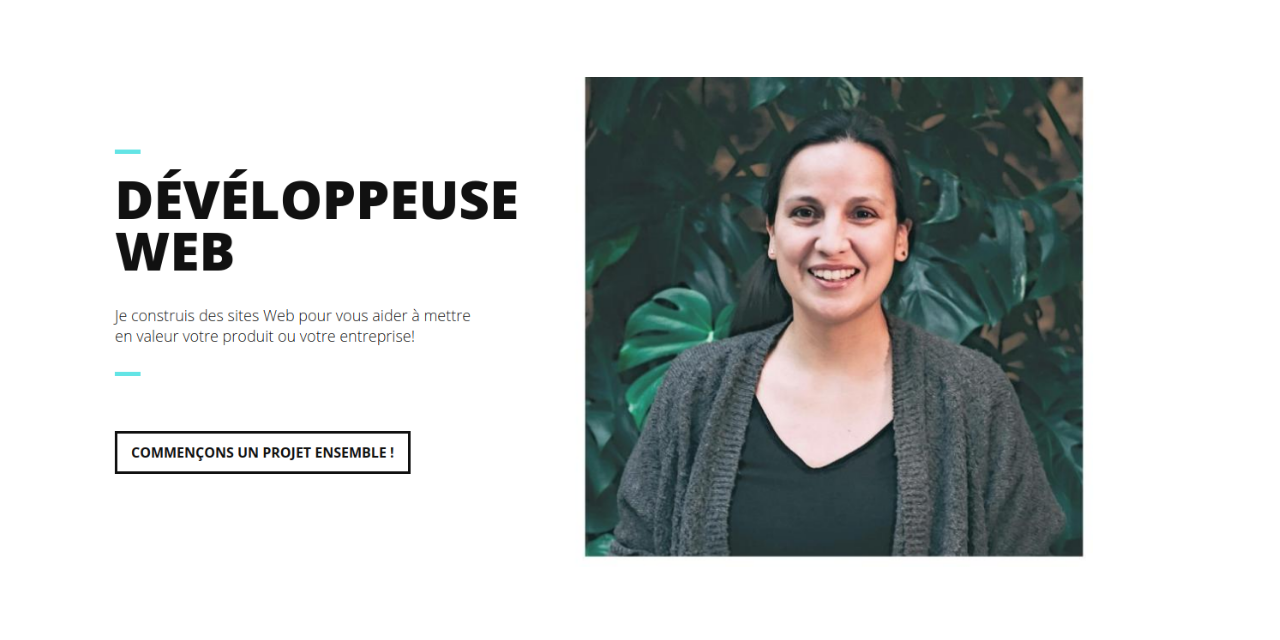 DÉVÉLOPPEUSE
WEB
Je construis des sites Web pour vous aider à mettre
en valeur votre produit ou votre entreprise!
COMMENÇONS UN PROJET ENSEMBLE !